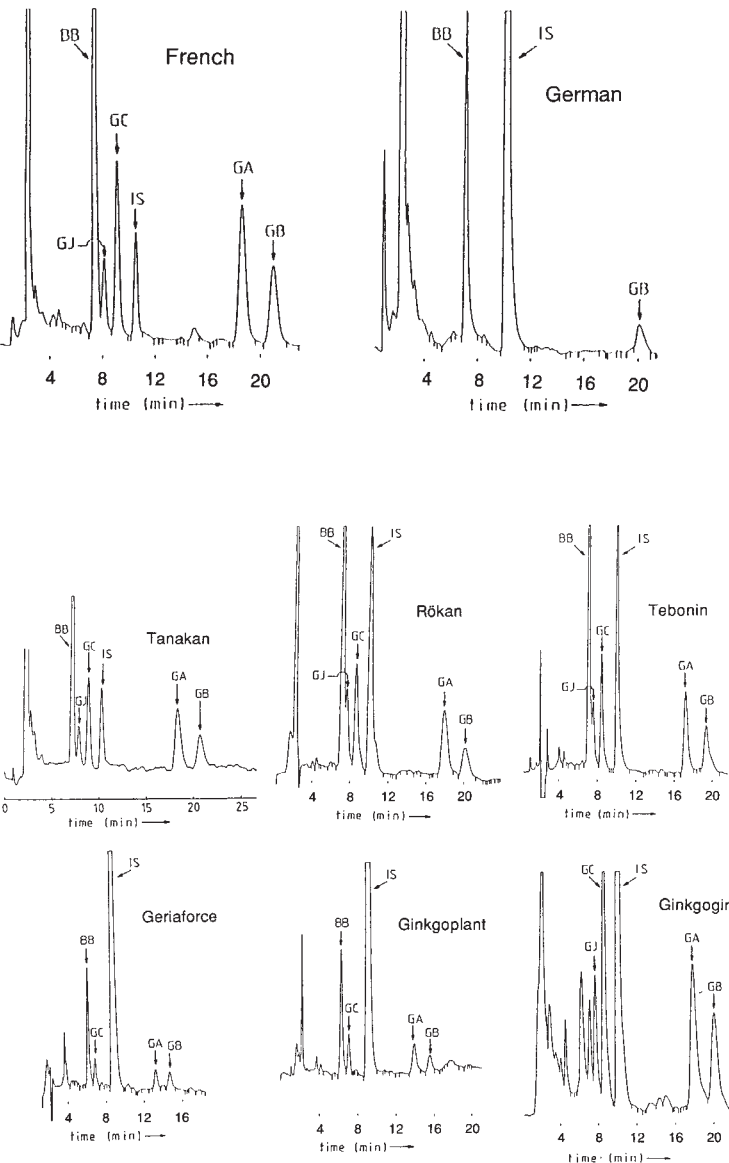 BB
French
GC
IS
GJ
GA
GB
4 8 12 16 20
time (min)
BB
IS
German
GB
4 8 12 16 20
time (min)
BB
GJ
GC
IS
Tanakan
GA
GB
0 5 10 15 20 25
time (min)
BB
IS
Rökan
GC
GJ
GA
GB
4 8 12 16 20
time (min)
BB
IS
Tebonin
GC
GJ
GA
GB
4 8 12 16 20
time (min)
IS
Geriaforce
BB
GC
GA
GB
4 8 12 16
time (min)
IS
Ginkgoplant
BB
GC
GA
GB
4 8 12 16 20
time (min)
GC
IS
Ginkgogin
GJ
GA
GB
4 8 12 16 20
time (min)